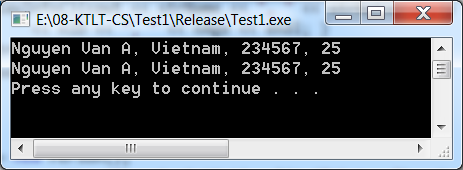 E:\08-KTLT-CS\Test1\Release\Test1.exe
Nguyen Van A, Vietnam, 234567, 25
Nguyen Van A, Vietnam, 234567, 25
Press any key to continue . . .